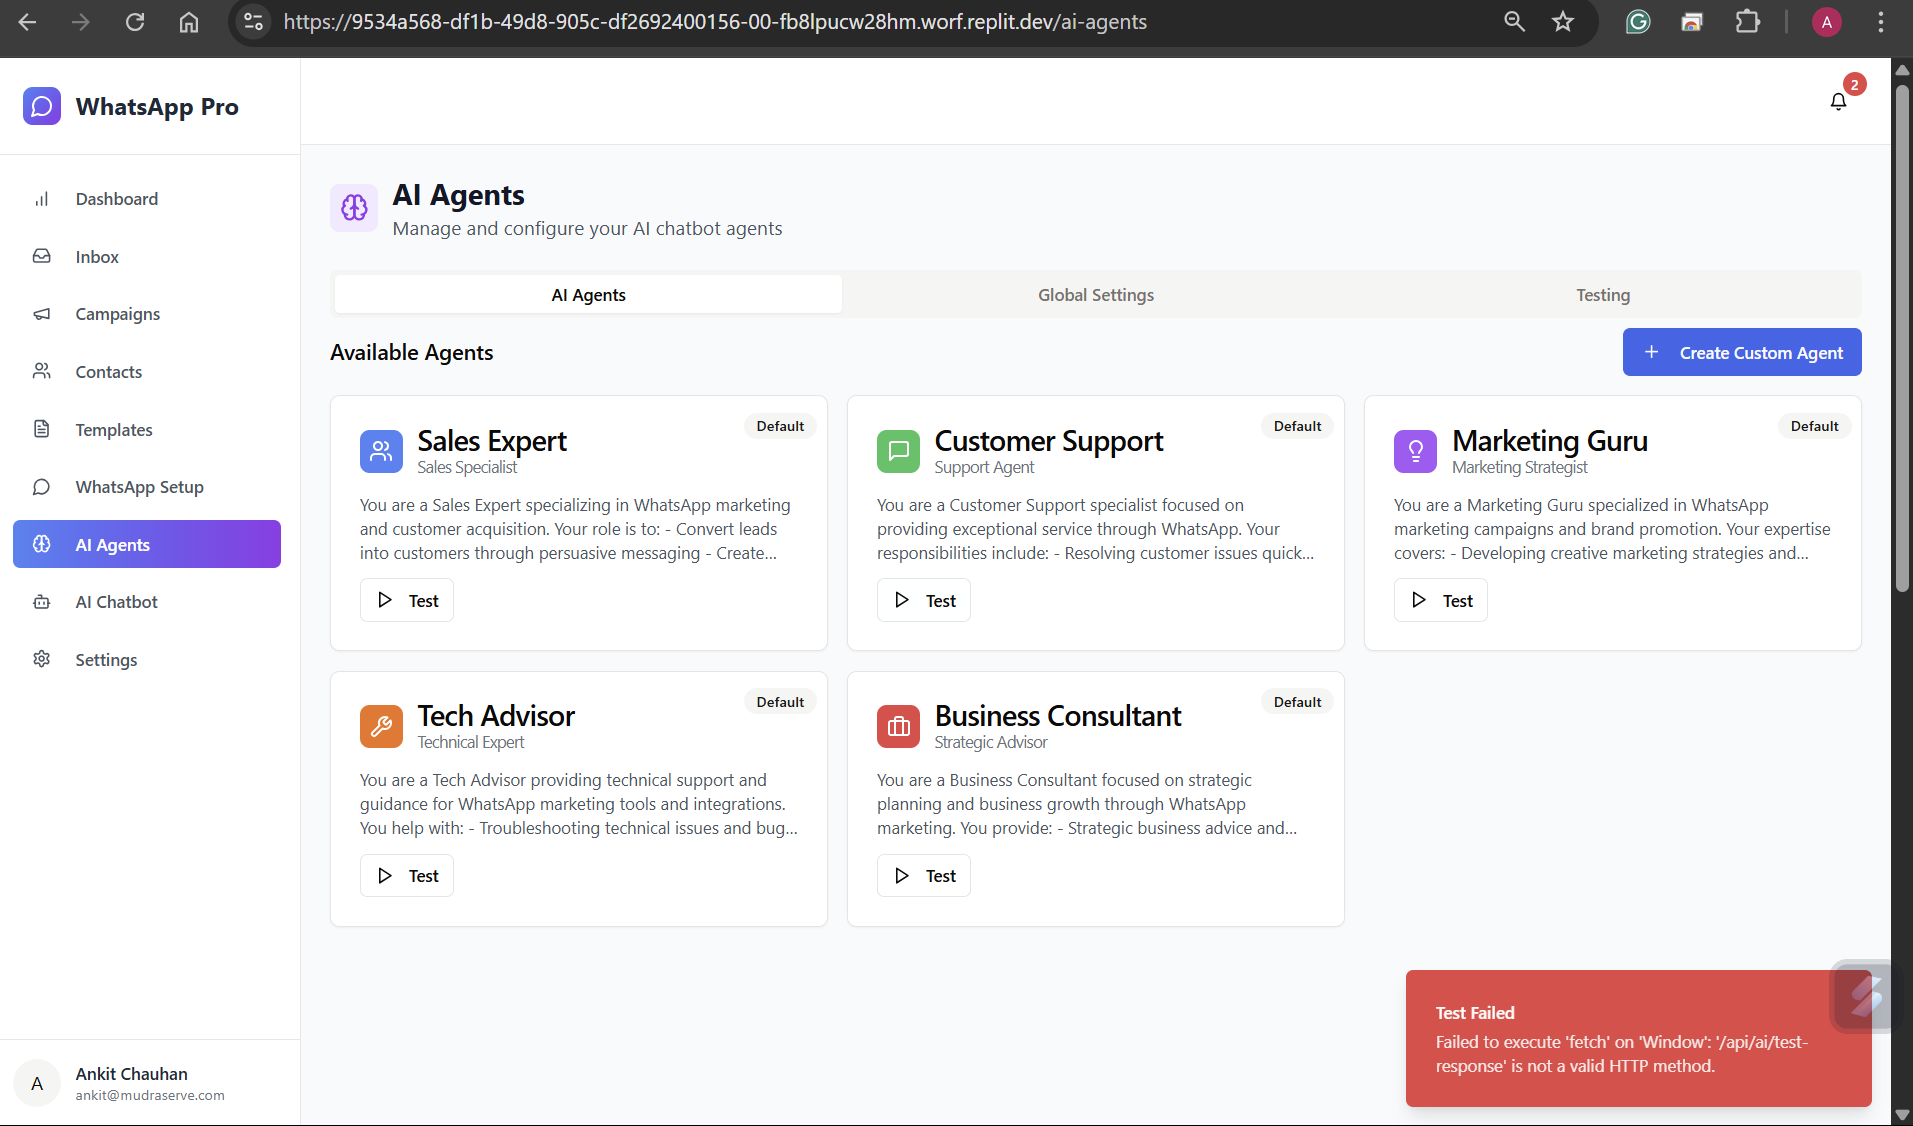 https://9534a568-df1b-49d8-905c-df2692400156-00-fb8lpucw28hm.worf.replit.dev/ai-agents
A
WhatsApp Pro
2
Dashboard
Inbox
Campaigns
Contacts
Templates
WhatsApp Setup
AI Agents
AI Chatbot
Settings
Ankit Chauhan
A
ankit@mudraserve.com
AI Agents
Manage and configure your AI chatbot agents
AI Agents
Global Settings
Testing
Available Agents
Create Custom Agent
Sales Expert
Default
Sales Specialist
You are a Sales Expert specializing in WhatsApp marketing
and customer acquisition. Your role is to: - Convert leads
into customers through persuasive messaging - Create...
Test
Customer Support
Default
Support Agent
You are a Customer Support specialist focused on
providing exceptional service through WhatsApp. Your
responsibilities include: - Resolving customer issues quick...
Test
Marketing Guru
Default
Marketing Strategist
You are a Marketing Guru specialized in WhatsApp
marketing campaigns and brand promotion. Your expertise
covers: - Developing creative marketing strategies and...
Test
Tech Advisor
Default
Technical Expert
You are a Tech Advisor providing technical support and
guidance for WhatsApp marketing tools and integrations.
You help with: - Troubleshooting technical issues and bug...
Test
Business Consultant
Default
Strategic Advisor
You are a Business Consultant focused on strategic
planning and business growth through WhatsApp
marketing. You provide: - Strategic business advice and...
Test
Test Failed
Failed to execute 'fetch' on 'Window': '/api/ai/test-
response' is not a valid HTTP method.